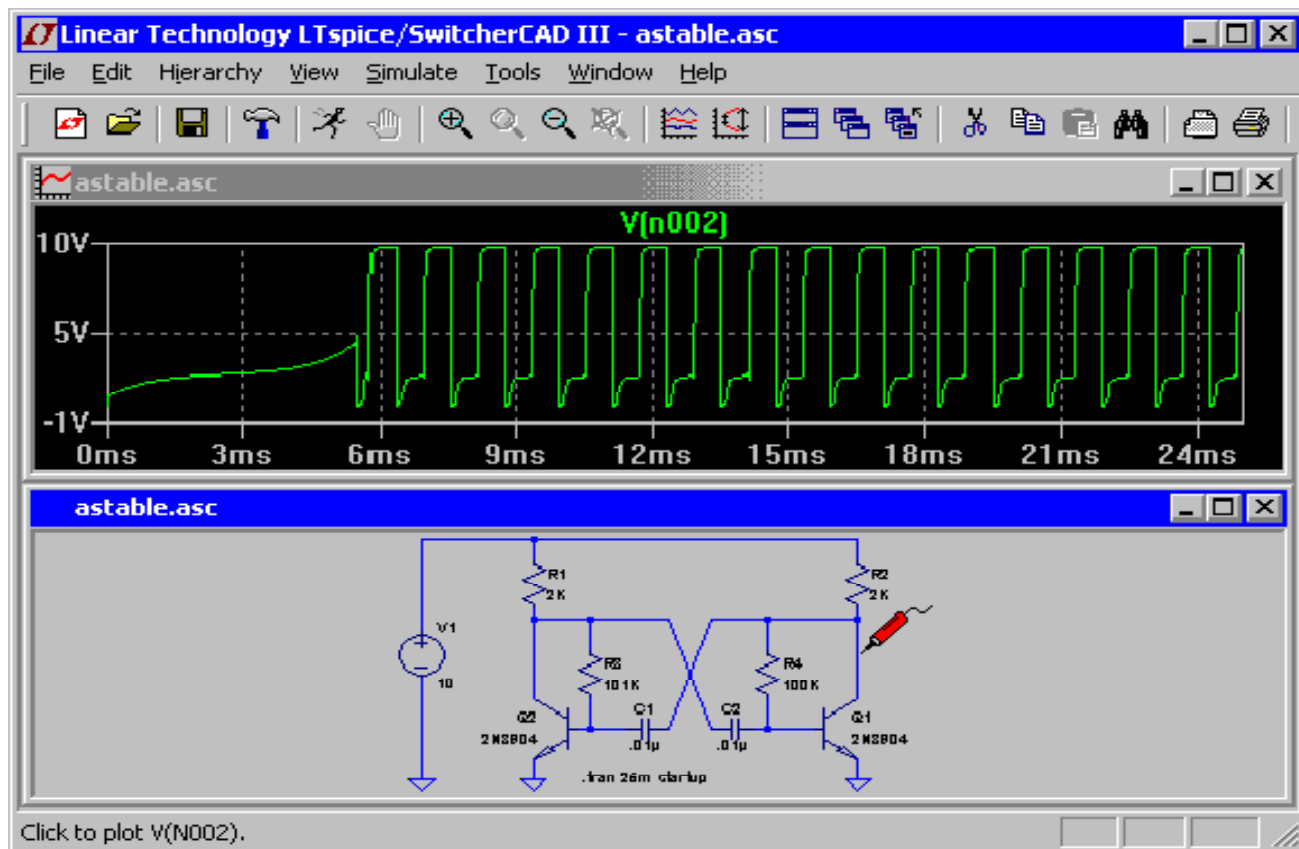 Linear Technology LTspice/SwitcherCAD III - astable.asc
File Edit Hierarchy View Simulate Tools Window Help
astable.asc
V(n002)
10V
5V
-1V
0ms 3ms 6ms 9ms 12ms 15ms 18ms 21ms 24ms
astable.asc
R1
2K
R2
2K
V1
10
R3
101K
R4
100K
C1
.01µ
C2
.01µ
Q2
2N3904
Q1
2N3904
.tran 25m startup
Click to plot V(N002).